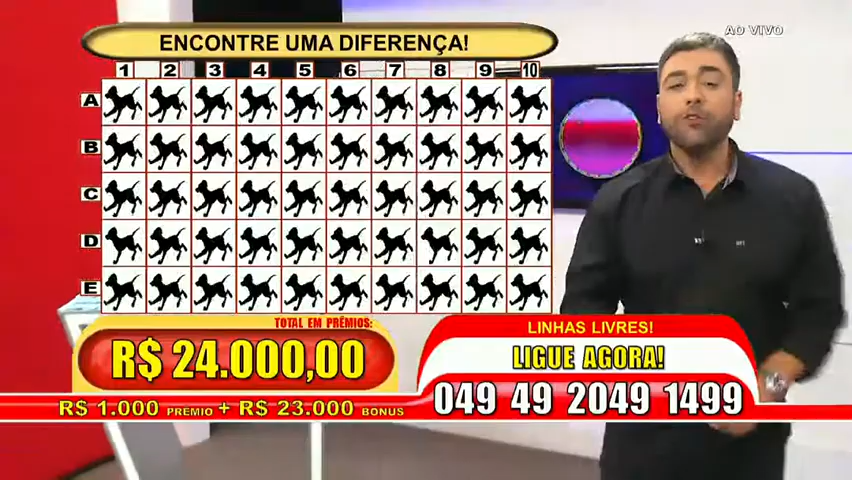 AO VIVO
ENCONTRE UMA DIFERENÇA!
1 2 3 4 5 6 7 8 9 10
A
B
C
D
E
TOTAL EM PRÊMIOS:
R$ 24.000,00
R$ 1.000 PRÊMIO + R$ 23.000 BONUS
LINHAS LIVRES!
LIGUE AGORA!
049 49 2049 1499